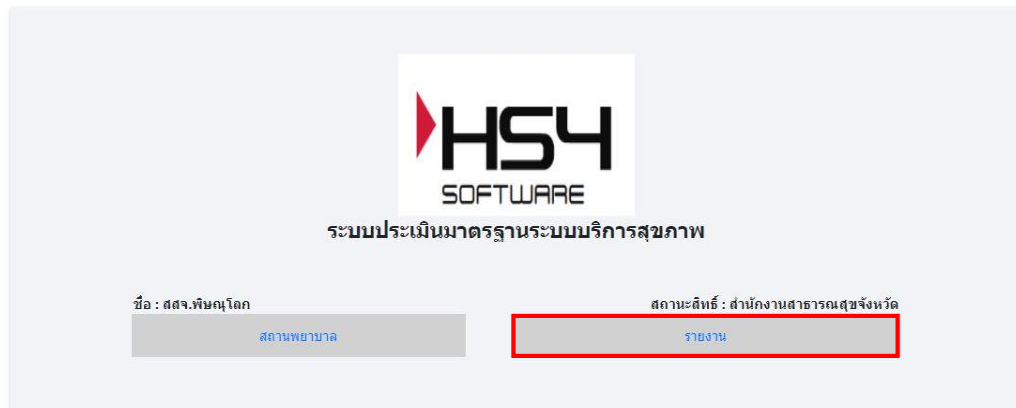 HS4
SOFTWARE
ระบบประเมินมาตรฐานระบบบริการสุขภาพ
ชื่อ : สสจ.พิษณุโลก สถานะสิทธิ์ : สำนักงานสาธารณสุขจังหวัด
สถานพยาบาล รายงาน